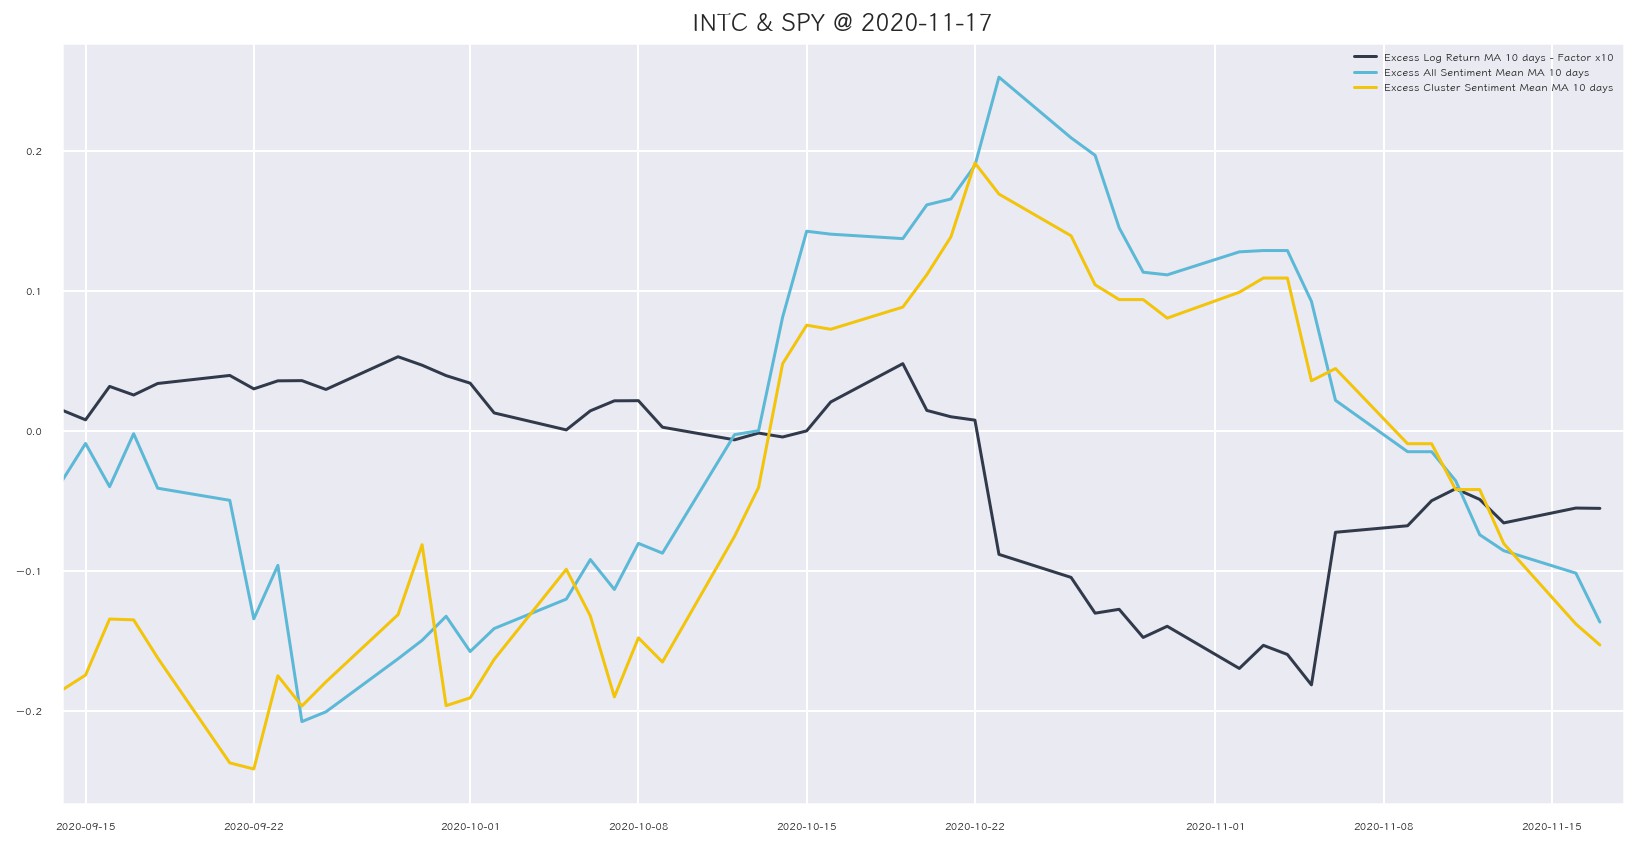 INTC & SPY @ 2020-11-17
Excess Log Return MA 10 days - Factor x10
Excess All Sentiment Mean MA 10 days
Excess Cluster Sentiment Mean MA 10 days
0.2
0.1
0.0
−0.1
−0.2
2020-09-15 2020-09-22 2020-10-01 2020-10-08 2020-10-15 2020-10-22 2020-11-01 2020-11-08 2020-11-15